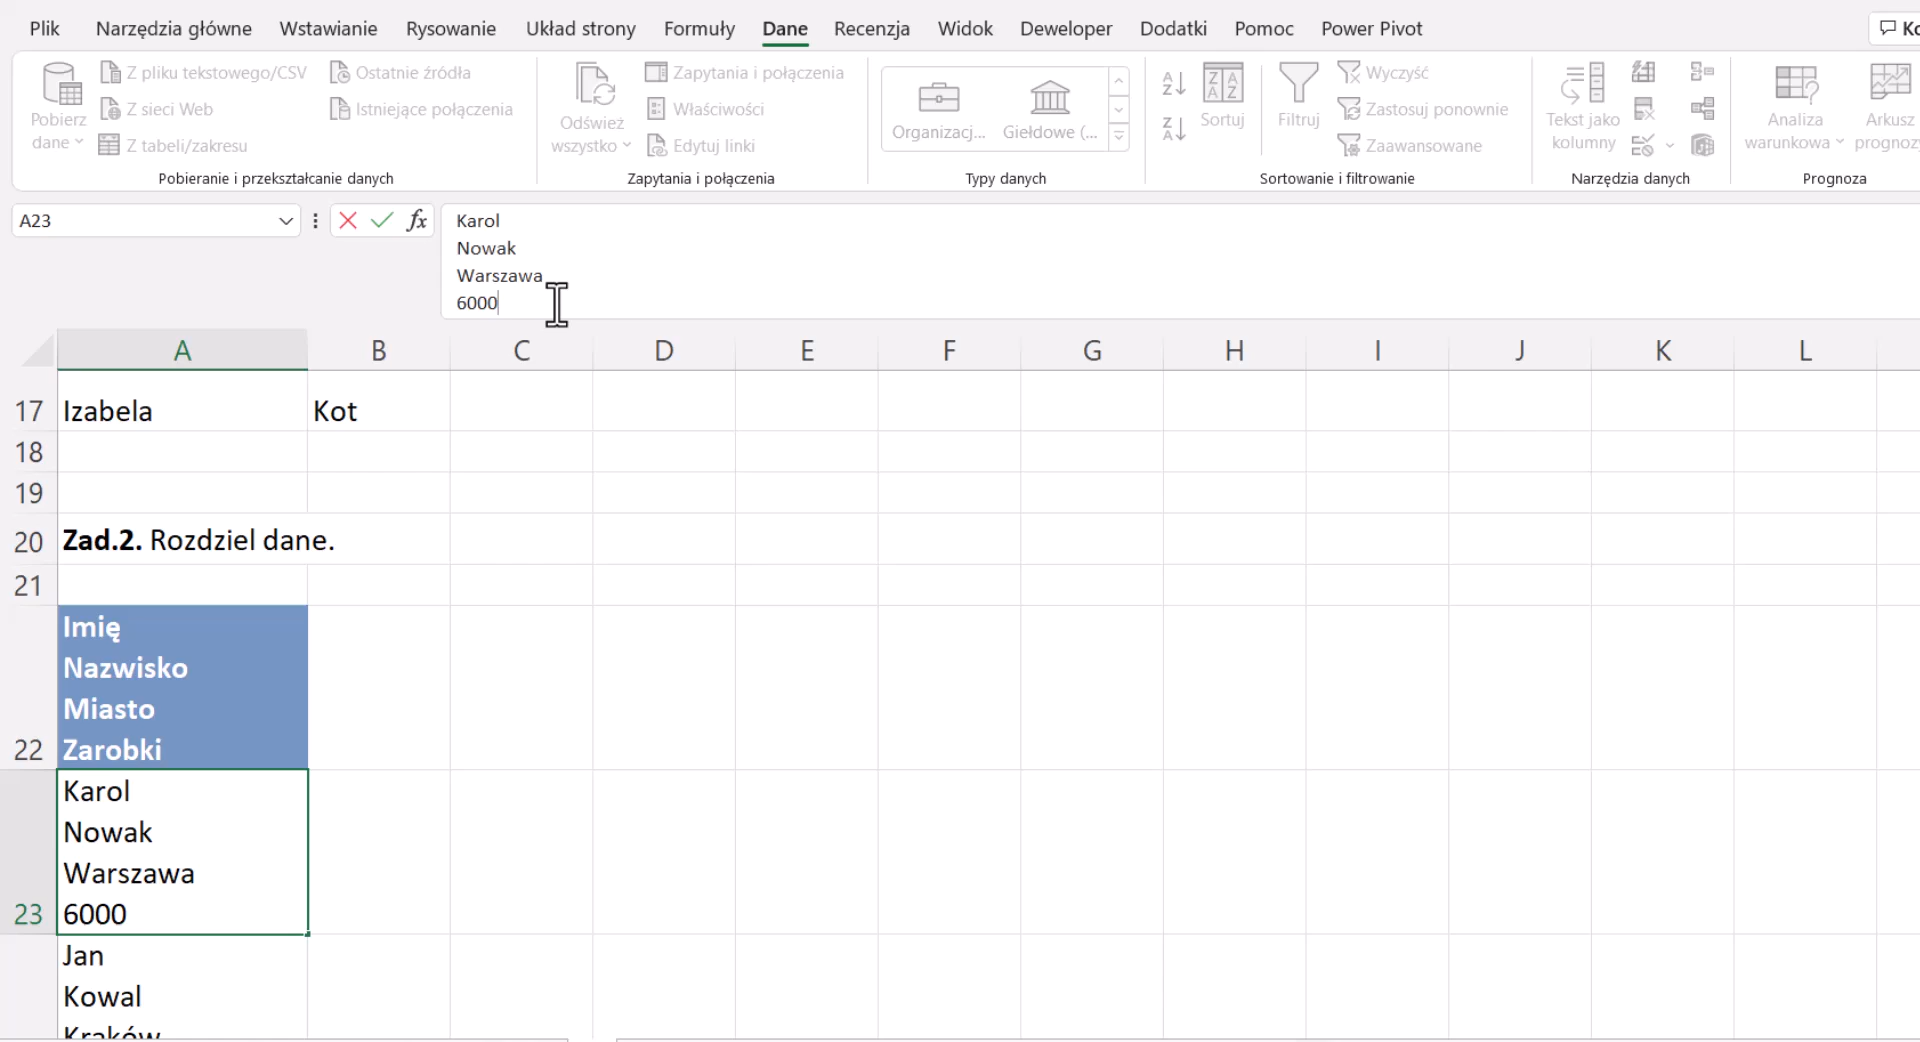 Plik Narzędzia główne Wstawianie Rysowanie Układ strony Formuły Dane Recenzja Widok Deweloper Dodatki Pomoc Power Pivot
Pobierz dane
Z pliku tekstowego/CSV
Z sieci Web
Z tabeli/zakresu
Ostatnie źródła
Istniejące połączenia
Pobieranie i przekształcanie danych
Odśwież wszystko
Zapytania i połączenia
Właściwości
Edytuj linki
Zapytania i połączenia
Organizacj...
Giełdowe (...
Typy danych
Sortuj
Filtruj
Wyczyść
Zastosuj ponownie
Zaawansowane
Sortowanie i filtrowanie
Tekst jako kolumny
Narzędzia danych
Analiza warunkowa
Arkusz
Prognoza
A23
fx
Karol
Nowak
Warszawa
6000
A B C D E F G H I J K L
17 Izabela Kot
18
19
20 Zad.2. Rozdziel dane.
21
Imię
Nazwisko
Miasto
22 Zarobki
Karol
Nowak
Warszawa
23 6000
Jan
Kowal
Kraków